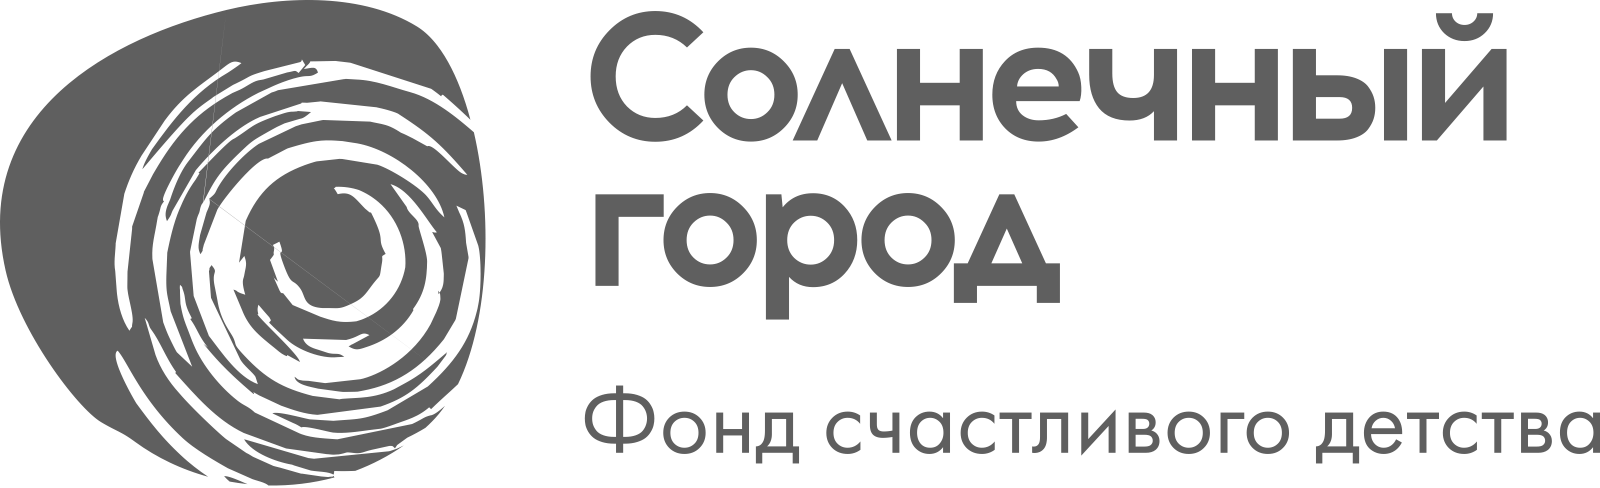 Солнечный
город
Фонд счастливого детства